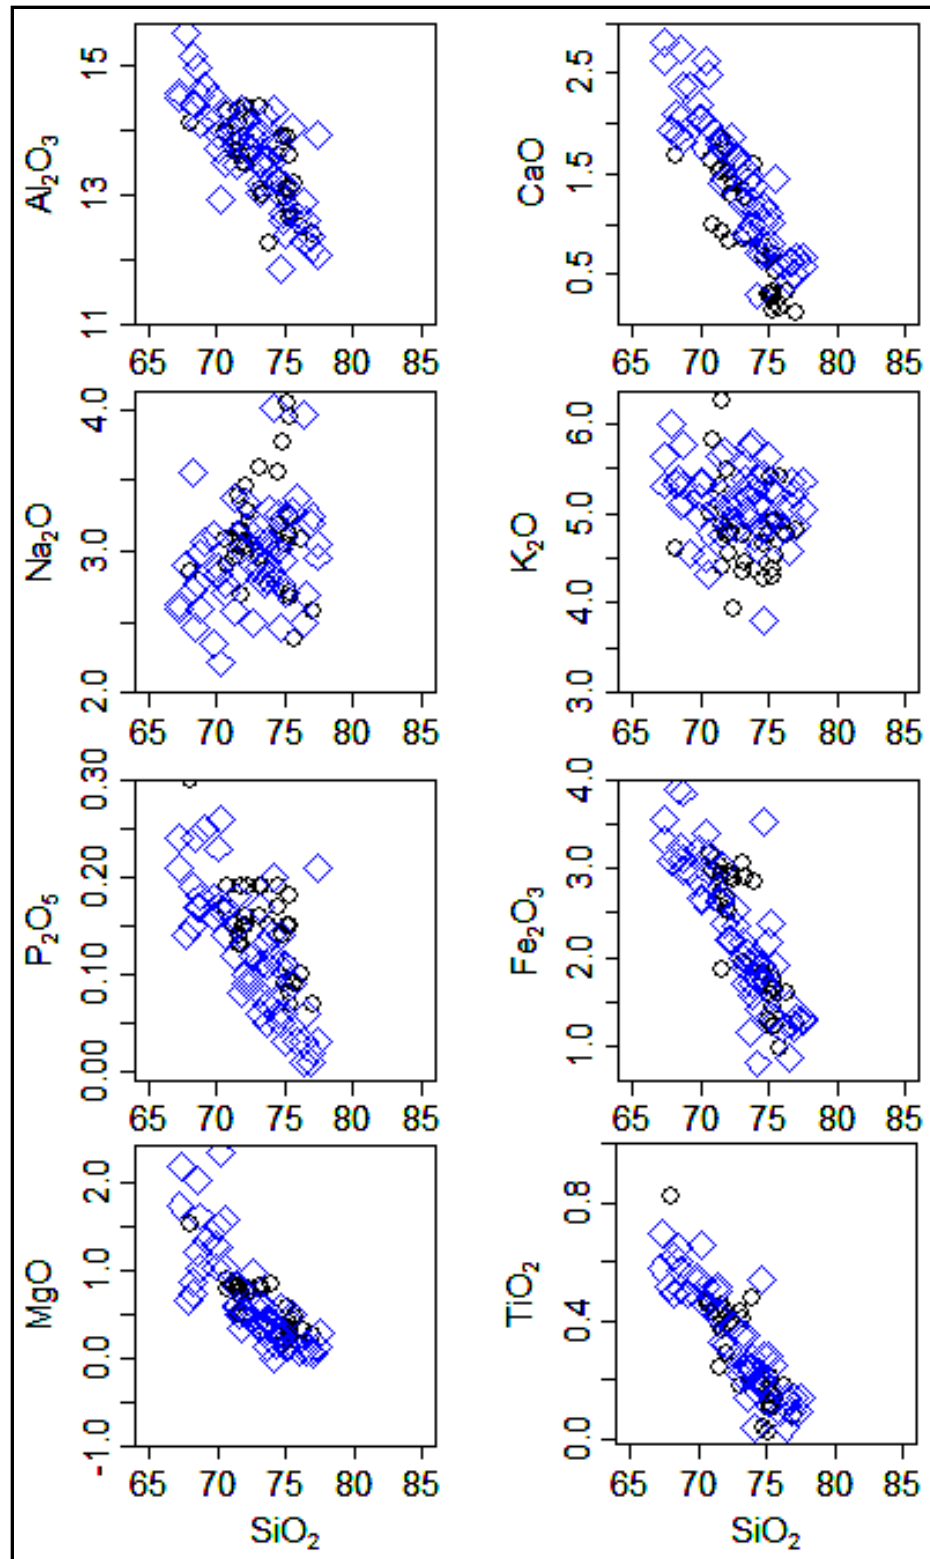 Al₂O₃
11 13 15
65 70 75 80 85
CaO
0.5 1.5 2.5
65 70 75 80 85
Na₂O
2.0 3.0 4.0
65 70 75 80 85
K₂O
3.0 4.0 5.0 6.0
65 70 75 80 85
P₂O₅
0.00 0.10 0.20 0.30
65 70 75 80 85
Fe₂O₃
1.0 2.0 3.0 4.0
65 70 75 80 85
MgO
-1.0 0.0 1.0 2.0
65 70 75 80 85
SiO₂
TiO₂
0.0 0.4 0.8
65 70 75 80 85
SiO₂